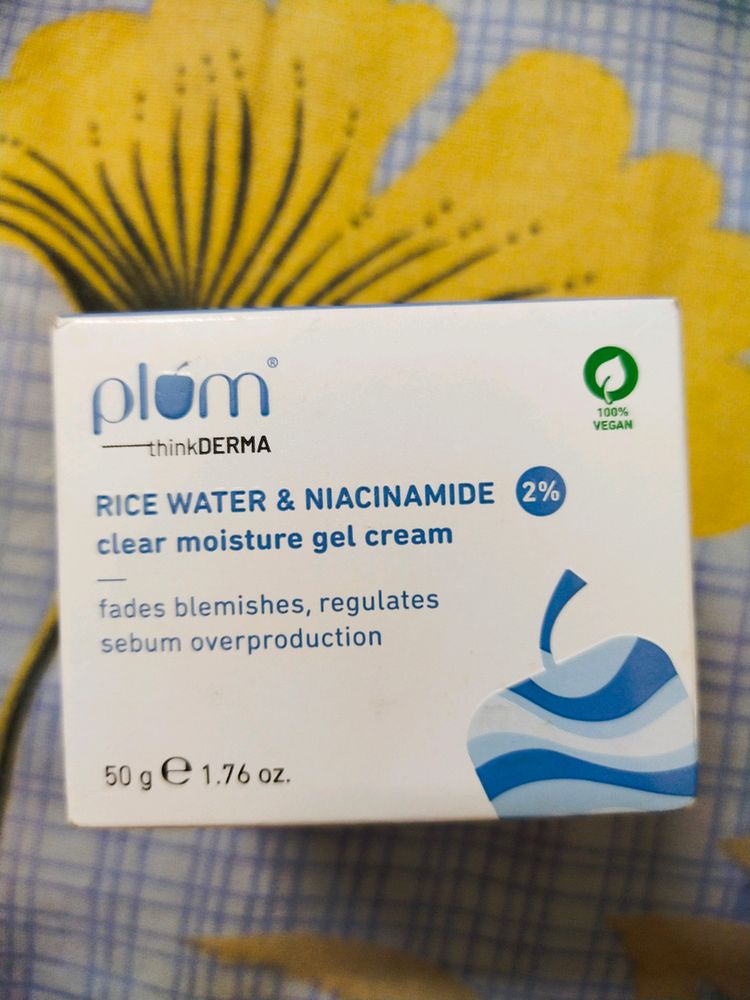 plum®
thinkDERMA
100%
VEGAN
RICE WATER & NIACINAMIDE 2%
clear moisture gel cream
fades blemishes, regulates
sebum overproduction
50 g ℮ 1.76 oz.